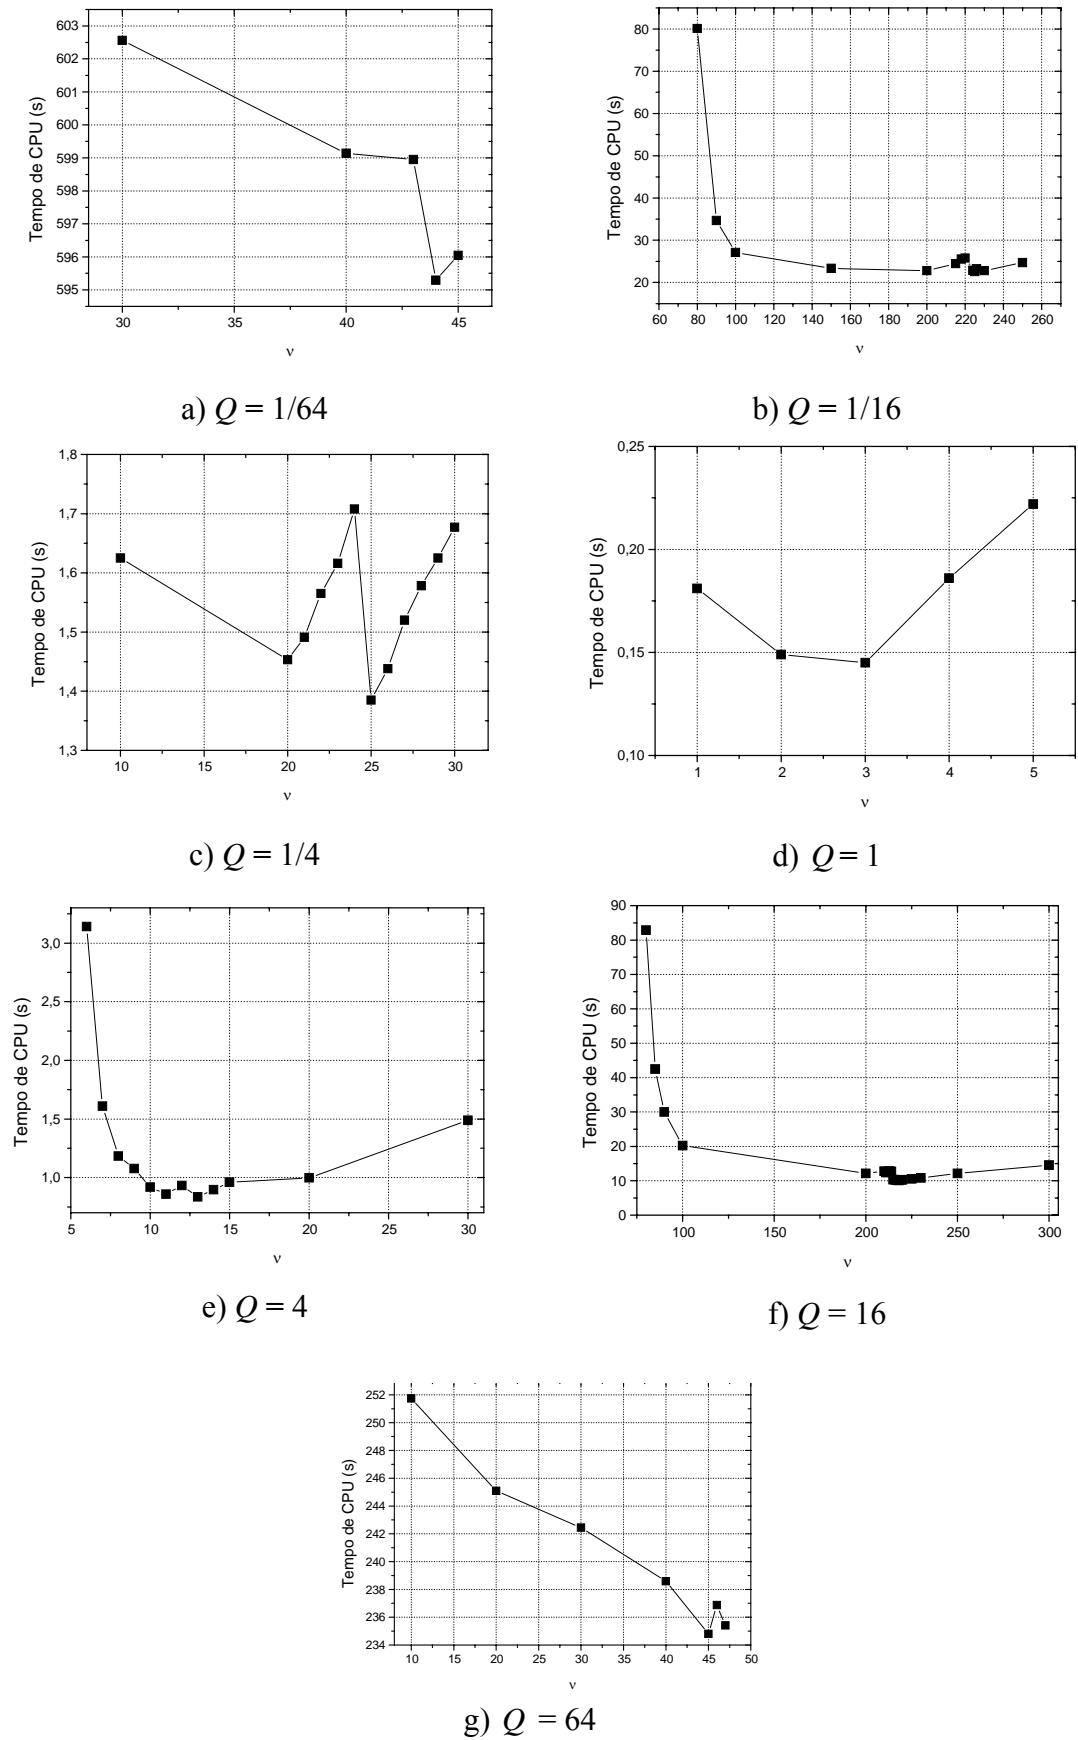 603
602
601
600
599
598
597
596
595
30
35
40
45
Tempo de CPU (s)
ν
a) Q = 1/64
80
70
60
50
40
30
20
60 80 100 120 140 160 180 200 220 240 260
Tempo de CPU (s)
ν
b) Q = 1/16
1,8
1,7
1,6
1,5
1,4
1,3
10 15 20 25 30
Tempo de CPU (s)
ν
c) Q = 1/4
0,25
0,20
0,15
0,10
1 2 3 4 5
Tempo de CPU (s)
ν
d) Q = 1
3,0
2,5
2,0
1,5
1,0
5 10 15 20 25 30
Tempo de CPU (s)
ν
e) Q = 4
90
80
70
60
50
40
30
20
10
0
100 150 200 250 300
Tempo de CPU (s)
ν
f) Q = 16
252
250
248
246
244
242
240
238
236
234
10 15 20 25 30 35 40 45 50
Tempo de CPU (s)
ν
g) Q = 64